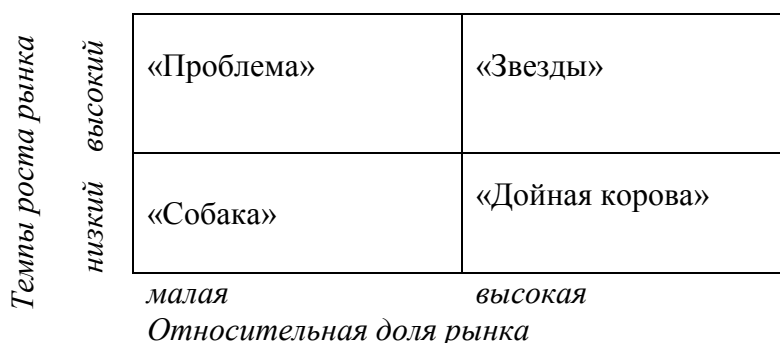 Темпы роста рынка
высокий
низкий
«Проблема»
«Звезды»
«Собака»
«Дойная корова»
малая
высокая
Относительная доля рынка